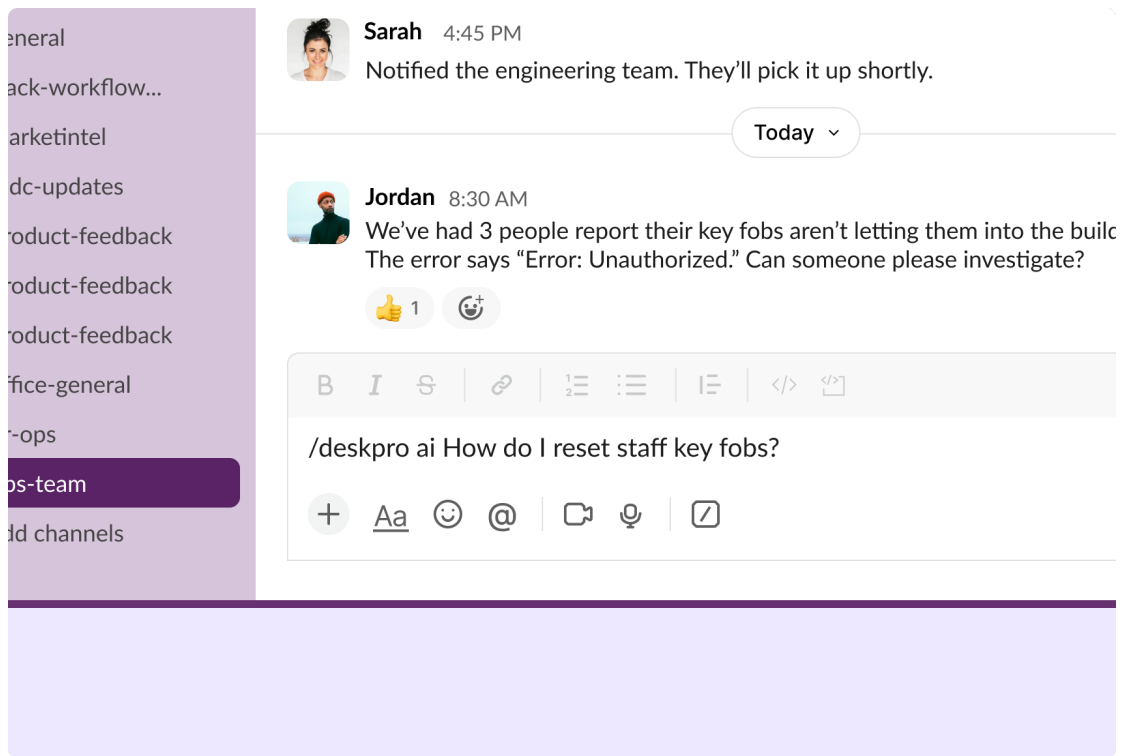 eneral
ack-workflow...
arketintel
dc-updates
roduct-feedback
roduct-feedback
roduct-feedback
ffice-general
r-ops
ps-team
dd channels
Sarah 4:45 PM
Notified the engineering team. They’ll pick it up shortly.
Today
Jordan 8:30 AM
We’ve had 3 people report their key fobs aren’t letting them into the buil
The error says “Error: Unauthorized.” Can someone please investigate?
1
B I S
Aa @
/deskpro ai How do I reset staff key fobs?